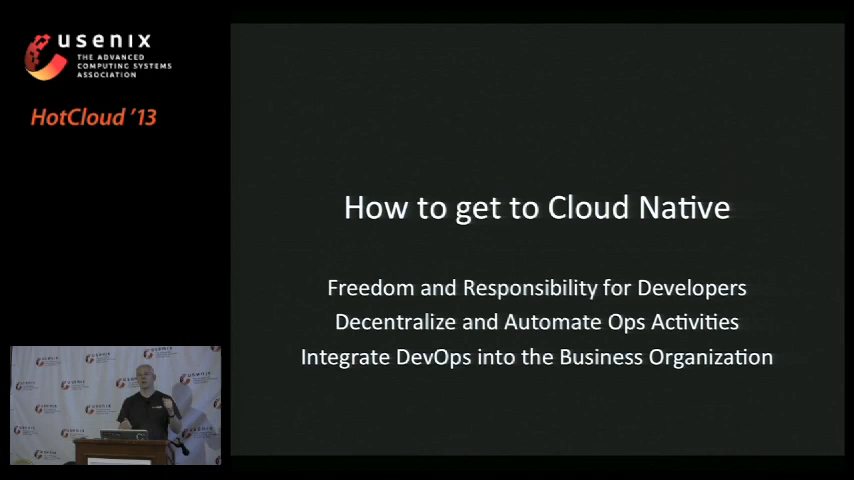 usenix
THE ADVANCED
COMPUTING SYSTEMS
ASSOCIATION
HotCloud '13
How to get to Cloud Native
Freedom and Responsibility for Developers
Decentralize and Automate Ops Activities
Integrate DevOps into the Business Organization